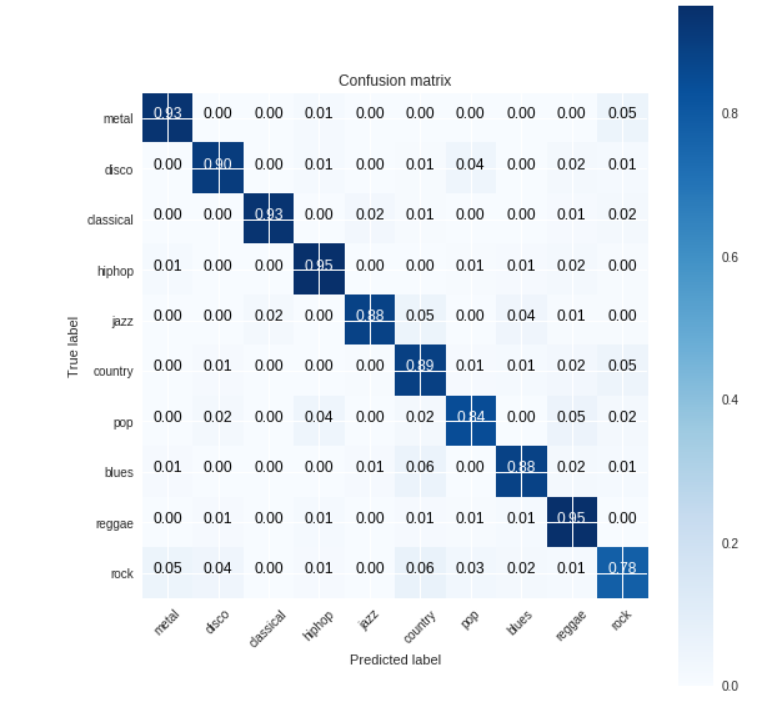 Confusion matrix
metal 0.93 0.00 0.00 0.01 0.00 0.00 0.00 0.00 0.00 0.05
disco 0.00 0.90 0.00 0.01 0.00 0.01 0.04 0.00 0.02 0.01
classical 0.00 0.00 0.93 0.00 0.02 0.01 0.00 0.00 0.01 0.02
hiphop 0.01 0.00 0.00 0.95 0.00 0.00 0.01 0.01 0.02 0.00
jazz 0.00 0.00 0.02 0.00 0.88 0.05 0.00 0.04 0.01 0.00
country 0.00 0.01 0.00 0.00 0.00 0.89 0.01 0.01 0.02 0.05
pop 0.00 0.02 0.00 0.04 0.00 0.02 0.84 0.00 0.05 0.02
blues 0.01 0.00 0.00 0.00 0.01 0.06 0.00 0.88 0.02 0.01
reggae 0.00 0.01 0.00 0.01 0.00 0.01 0.01 0.01 0.95 0.00
rock 0.05 0.04 0.00 0.01 0.00 0.06 0.03 0.02 0.01 0.78
metal disco classical hiphop jazz country pop blues reggae rock
Predicted label
True label
0.8
0.6
0.4
0.2
0.0